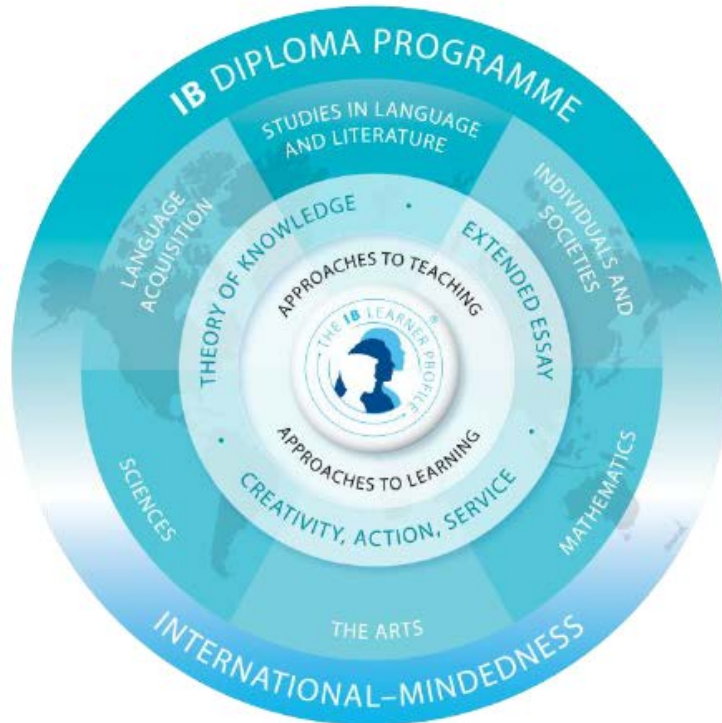 IB DIPLOMA PROGRAMME
STUDIES IN LANGUAGE
AND LITERATURE
LANGUAGE
ACQUISITION
INDIVIDUALS AND
SOCIETIES
THEORY OF KNOWLEDGE
EXTENDED ESSAY
APPROACHES TO TEACHING
THE IB LEARNER PROFILE ®
APPROACHES TO LEARNING
CREATIVITY, ACTION, SERVICE
SCIENCES
MATHEMATICS
THE ARTS
INTERNATIONAL–MINDEDNESS